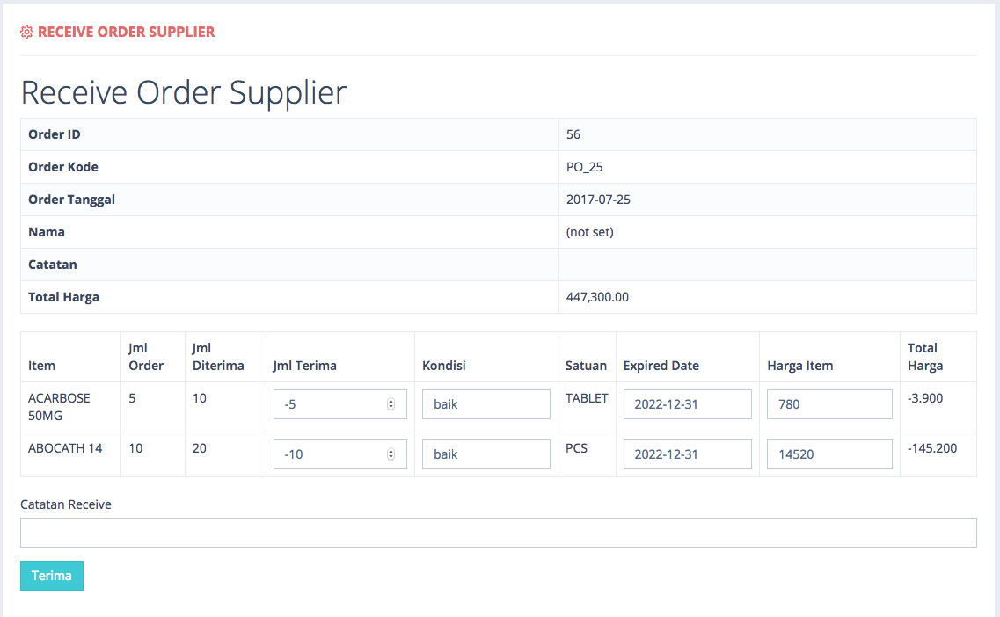 RECEIVE ORDER SUPPLIER
Receive Order Supplier
Order ID 56
Order Kode PO_25
Order Tanggal 2017-07-25
Nama (not set)
Catatan
Total Harga 447,300.00
Item Jml Order Jml Diterima Jml Terima Kondisi Satuan Expired Date Harga Item Total Harga
ACARBOSE 50MG 5 10 -5 baik TABLET 2022-12-31 780 -3.900
ABOCATH 14 10 20 -10 baik PCS 2022-12-31 14520 -145.200
Catatan Receive
Terima